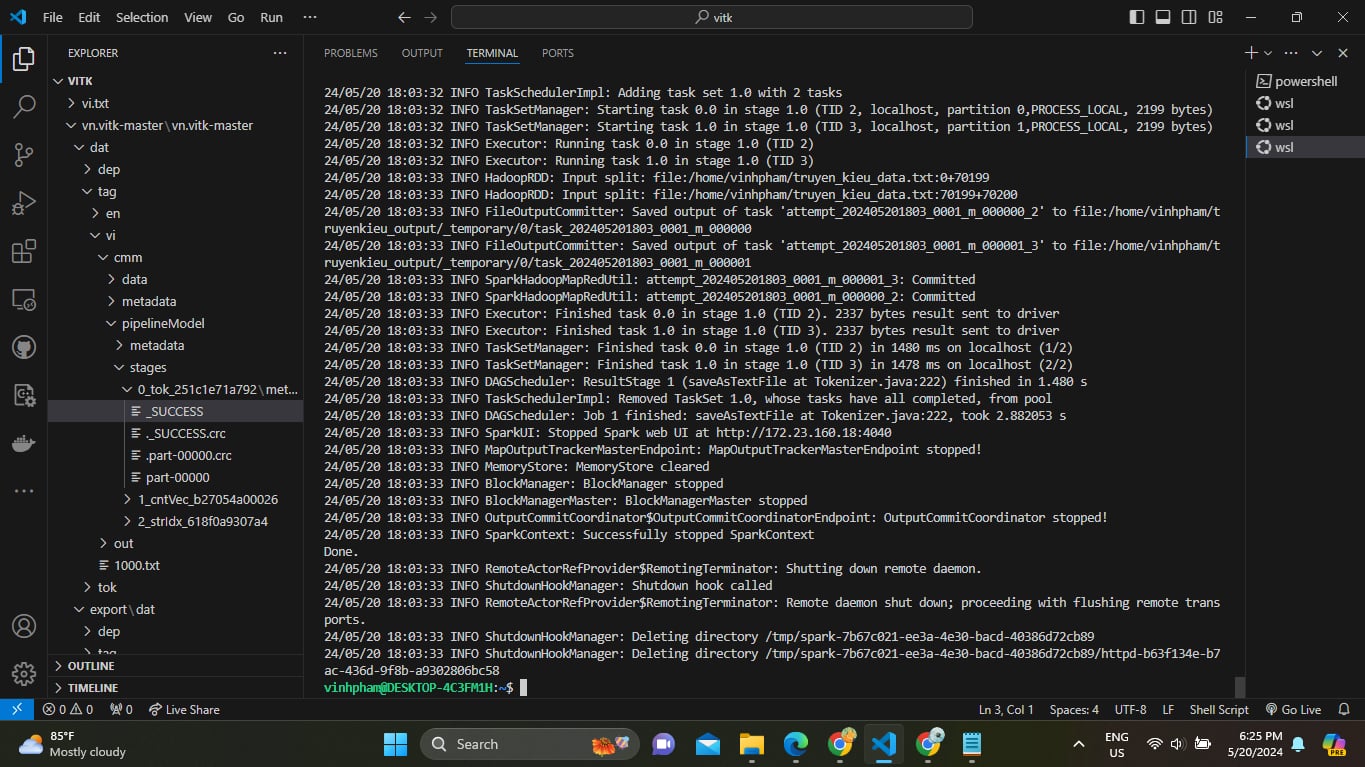 File Edit Selection View Go Run ···
vitk
EXPLORER
VITK
vi.txt
vn.vitk-master\vn.vitk-master
dat
dep
tag
en
vi
cmm
data
metadata
pipelineModel
metadata
stages
0_tok_251c1e71a792\met...
_SUCCESS
._SUCCESS.crc
.part-00000.crc
part-00000
1_cntVec_b27054a00026
2_strIdx_618f0a9307a4
out
1000.txt
tok
export\dat
dep
tag
OUTLINE
TIMELINE
PROBLEMS OUTPUT TERMINAL PORTS
24/05/20 18:03:32 INFO TaskSchedulerImpl: Adding task set 1.0 with 2 tasks
24/05/20 18:03:32 INFO TaskSetManager: Starting task 0.0 in stage 1.0 (TID 2, localhost, partition 0,PROCESS_LOCAL, 2199 bytes)
24/05/20 18:03:32 INFO TaskSetManager: Starting task 1.0 in stage 1.0 (TID 3, localhost, partition 1,PROCESS_LOCAL, 2199 bytes)
24/05/20 18:03:32 INFO Executor: Running task 0.0 in stage 1.0 (TID 2)
24/05/20 18:03:32 INFO Executor: Running task 1.0 in stage 1.0 (TID 3)
24/05/20 18:03:33 INFO HadoopRDD: Input split: file:/home/vinhpham/truyen_kieu_data.txt:0+70199
24/05/20 18:03:33 INFO HadoopRDD: Input split: file:/home/vinhpham/truyen_kieu_data.txt:70199+70200
24/05/20 18:03:33 INFO FileOutputCommitter: Saved output of task 'attempt_202405201803_0001_m_000000_2' to file:/home/vinhpham/t
ruyenkieu_output/_temporary/0/task_202405201803_0001_m_000000
24/05/20 18:03:33 INFO FileOutputCommitter: Saved output of task 'attempt_202405201803_0001_m_000001_3' to file:/home/vinhpham/t
ruyenkieu_output/_temporary/0/task_202405201803_0001_m_000001
24/05/20 18:03:33 INFO SparkHadoopMapRedUtil: attempt_202405201803_0001_m_000001_3: Committed
24/05/20 18:03:33 INFO SparkHadoopMapRedUtil: attempt_202405201803_0001_m_000000_2: Committed
24/05/20 18:03:33 INFO Executor: Finished task 0.0 in stage 1.0 (TID 2). 2337 bytes result sent to driver
24/05/20 18:03:33 INFO Executor: Finished task 1.0 in stage 1.0 (TID 3). 2337 bytes result sent to driver
24/05/20 18:03:33 INFO TaskSetManager: Finished task 0.0 in stage 1.0 (TID 2) in 1480 ms on localhost (1/2)
24/05/20 18:03:33 INFO TaskSetManager: Finished task 1.0 in stage 1.0 (TID 3) in 1478 ms on localhost (2/2)
24/05/20 18:03:33 INFO DAGScheduler: ResultStage 1 (saveAsTextFile at Tokenizer.java:222) finished in 1.480 s
24/05/20 18:03:33 INFO TaskSchedulerImpl: Removed TaskSet 1.0, whose tasks have all completed, from pool
24/05/20 18:03:33 INFO DAGScheduler: Job 1 finished: saveAsTextFile at Tokenizer.java:222, took 2.882053 s
24/05/20 18:03:33 INFO SparkUI: Stopped Spark web UI at http://172.23.160.18:4040
24/05/20 18:03:33 INFO MapOutputTrackerMasterEndpoint: MapOutputTrackerMasterEndpoint stopped!
24/05/20 18:03:33 INFO MemoryStore: MemoryStore cleared
24/05/20 18:03:33 INFO BlockManager: BlockManager stopped
24/05/20 18:03:33 INFO BlockManagerMaster: BlockManagerMaster stopped
24/05/20 18:03:33 INFO OutputCommitCoordinator$OutputCommitCoordinatorEndpoint: OutputCommitCoordinator stopped!
24/05/20 18:03:33 INFO SparkContext: Successfully stopped SparkContext
Done.
24/05/20 18:03:33 INFO RemoteActorRefProvider$RemotingTerminator: Shutting down remote daemon.
24/05/20 18:03:33 INFO ShutdownHookManager: Shutdown hook called
24/05/20 18:03:33 INFO RemoteActorRefProvider$RemotingTerminator: Remote daemon shut down; proceeding with flushing remote trans
ports.
24/05/20 18:03:33 INFO ShutdownHookManager: Deleting directory /tmp/spark-7b67c021-ee3a-4e30-bacd-40386d72cb89
24/05/20 18:03:33 INFO ShutdownHookManager: Deleting directory /tmp/spark-7b67c021-ee3a-4e30-bacd-40386d72cb89/httpd-b63f134e-b7
ac-436d-9f8b-a9302806bc58
vinhpham@DESKTOP-4C3FM1H:~$
powershell
wsl
wsl
wsl
0 0 0 Live Share Ln 3, Col 1 Spaces: 4 UTF-8 LF Shell Script Go Live
85°F
Mostly cloudy
Search
PRE
ENG
US
6:25 PM
5/20/2024